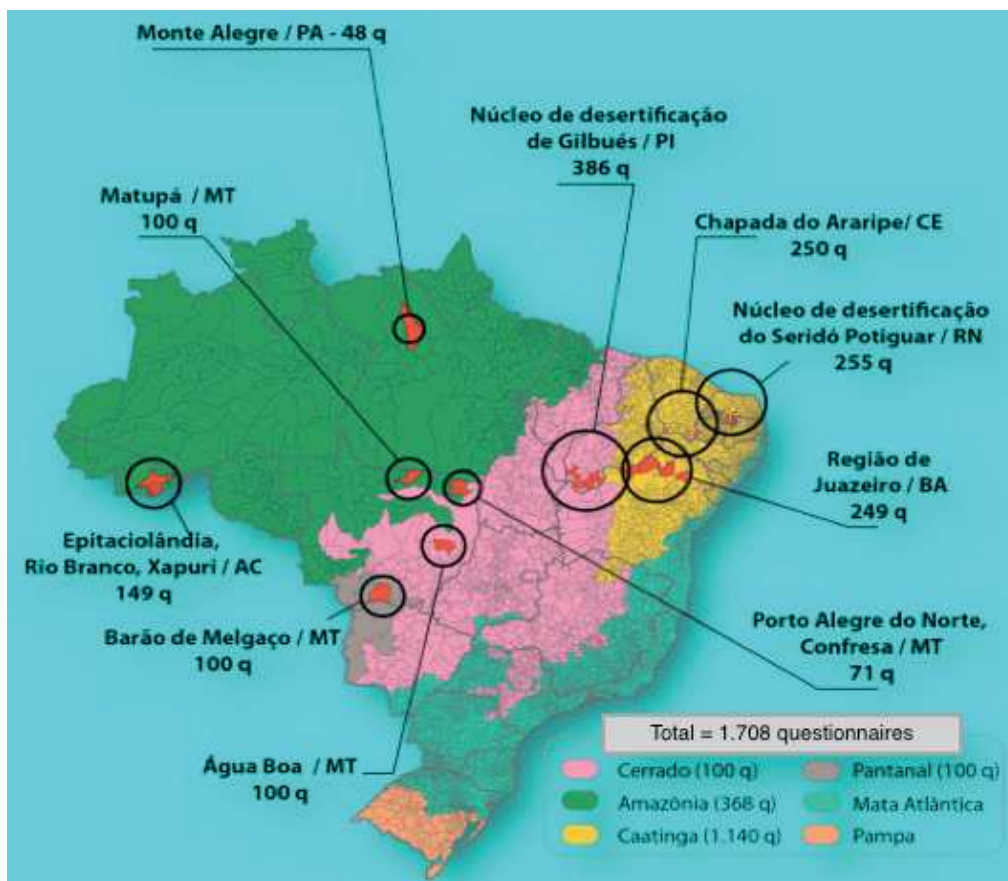 Monte Alegre / PA - 48 q
Núcleo de desertificação
de Gilbués / PI
386 q
Matupá / MT
100 q
Chapada do Araripe/ CE
250 q
Núcleo de desertificação
do Seridó Potiguar / RN
255 q
Região de
Juazeiro / BA
249 q
Epitaciolândia,
Rio Branco, Xapuri / AC
149 q
Barão de Melgaço / MT
100 q
Porto Alegre do Norte,
Confresa / MT
71 q
Água Boa / MT
100 q
Total = 1.708 questionnaires
Cerrado (100 q)
Pantanal (100 q)
Amazônia (368 q)
Mata Atlântica
Caatinga (1.140 q)
Pampa